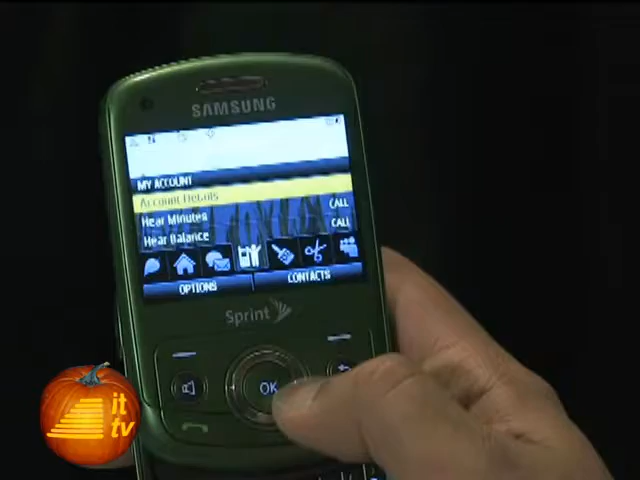 SAMSUNG
MY ACCOUNT
Account Details
Hear Minutes CALL
Hear Balance CALL
OPTIONS CONTACTS
Sprint
OK
it
tv